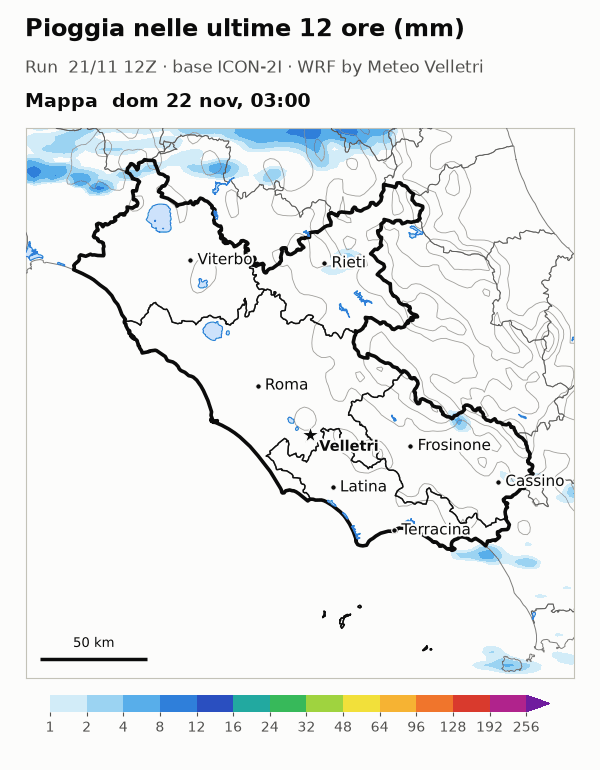 Pioggia nelle ultime 12 ore (mm)
Run  21/11 12Z · base ICON-2I · WRF by Meteo Velletri
Mappa  dom 22 nov, 03:00
Viterbo
Rieti
Roma
Velletri
Frosinone
Cassino
Latina
Terracina
50 km
1 2 4 8 12 16 24 32 48 64 96 128 192 256